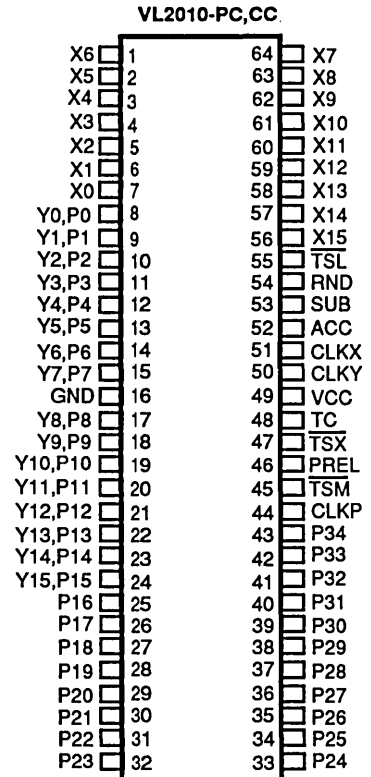 VL2010-PC,CC
X6 1 64 X7
X5 2 63 X8
X4 3 62 X9
X3 4 61 X10
X2 5 60 X11
X1 6 59 X12
X0 7 58 X13
Y0,P0 8 57 X14
Y1,P1 9 56 X15
Y2,P2 10 55 TSL
Y3,P3 11 54 RND
Y4,P4 12 53 SUB
Y5,P5 13 52 ACC
Y6,P6 14 51 CLKX
Y7,P7 15 50 CLKY
GND 16 49 VCC
Y8,P8 17 48 TC
Y9,P9 18 47 TSX
Y10,P10 19 46 PREL
Y11,P11 20 45 TSM
Y12,P12 21 44 CLKP
Y13,P13 22 43 P34
Y14,P14 23 42 P33
Y15,P15 24 41 P32
P16 25 40 P31
P17 26 39 P30
P18 27 38 P29
P19 28 37 P28
P20 29 36 P27
P21 30 35 P26
P22 31 34 P25
P23 32 33 P24